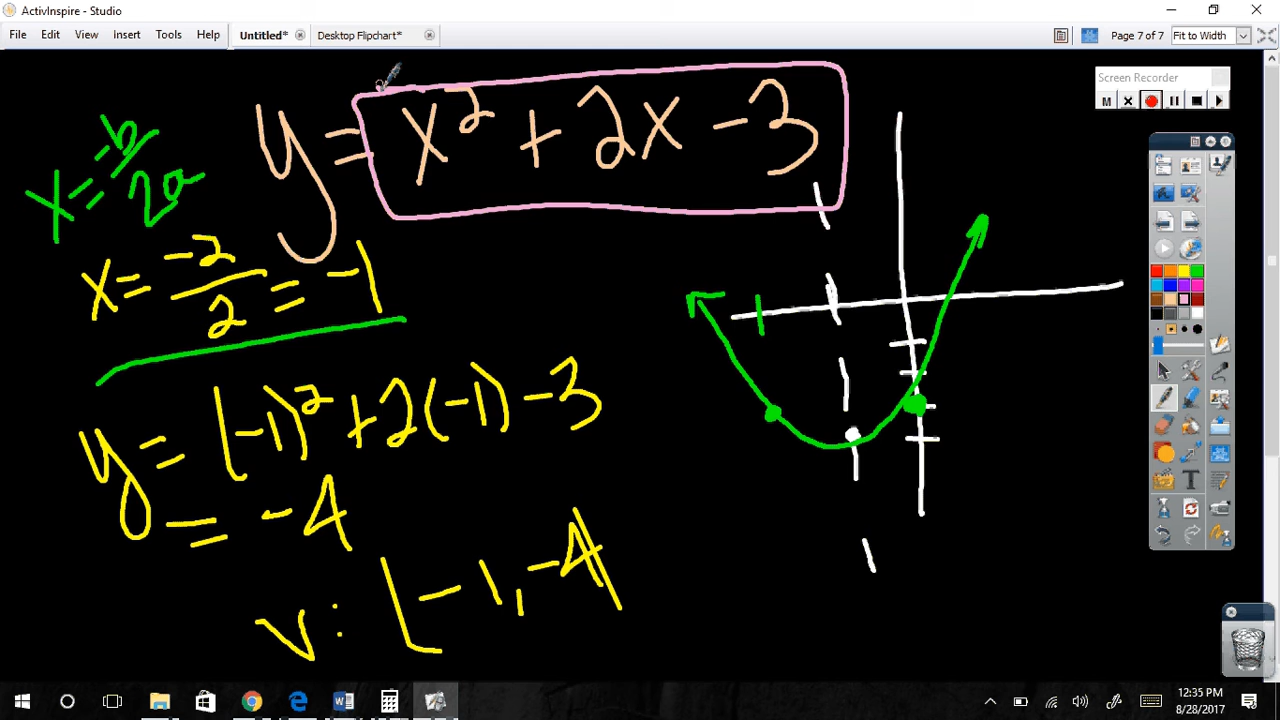 ActivInspire - Studio
File Edit View Insert Tools Help Untitled* Desktop Flipchart* Page 7 of 7 Fit to Width
Screen Recorder
M
y = x² + 2x - 3
x = -b/2a
x = -2/2 = -1
y = (-1)² + 2(-1) - 3
= -4
v: (-1, -4
T
12:35 PM
8/28/2017